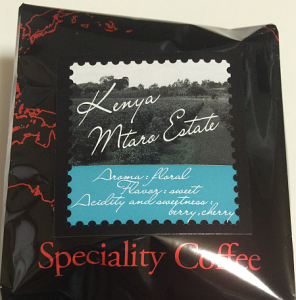 Kenya
Mtaro Estate
Aroma: floral
Flavor: sweet
Acidity and sweetness:
berry, cherry
Speciality Coffee